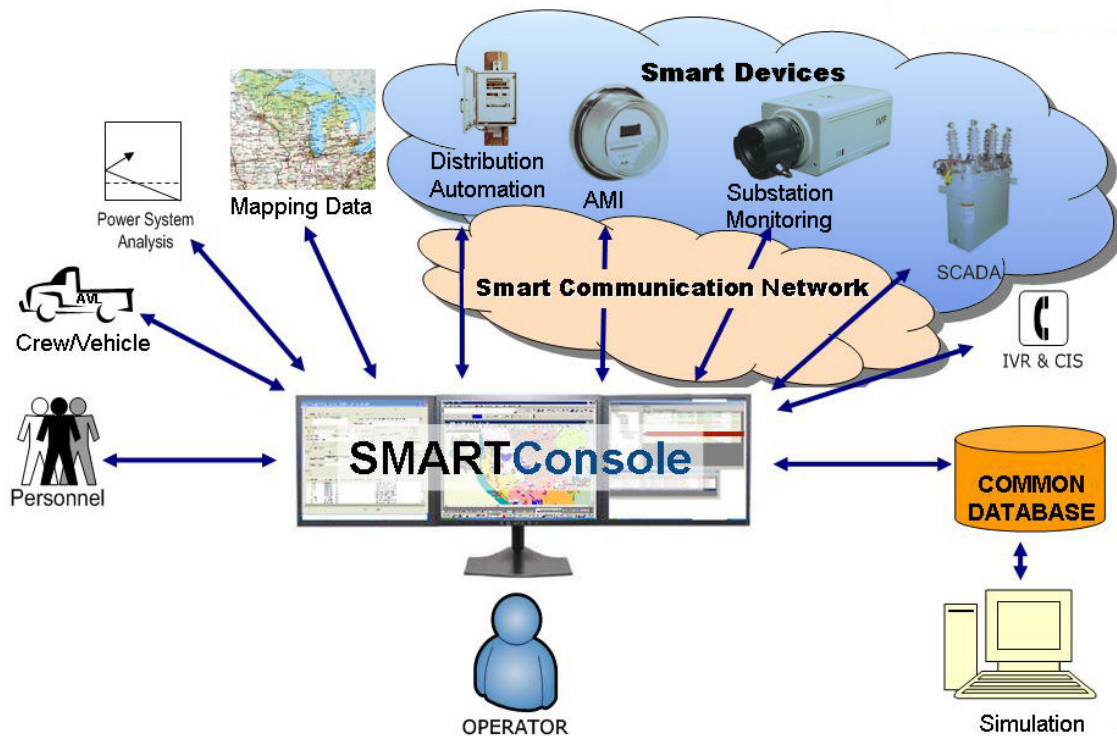 Smart Devices
Distribution
Automation
AMI
IVP
Substation
Monitoring
SCADA
Mapping Data
Power System
Analysis
AVL
Crew/Vehicle
Smart Communication Network
IVR & CIS
Personnel
SMARTConsole
COMMON
DATABASE
OPERATOR
Simulation